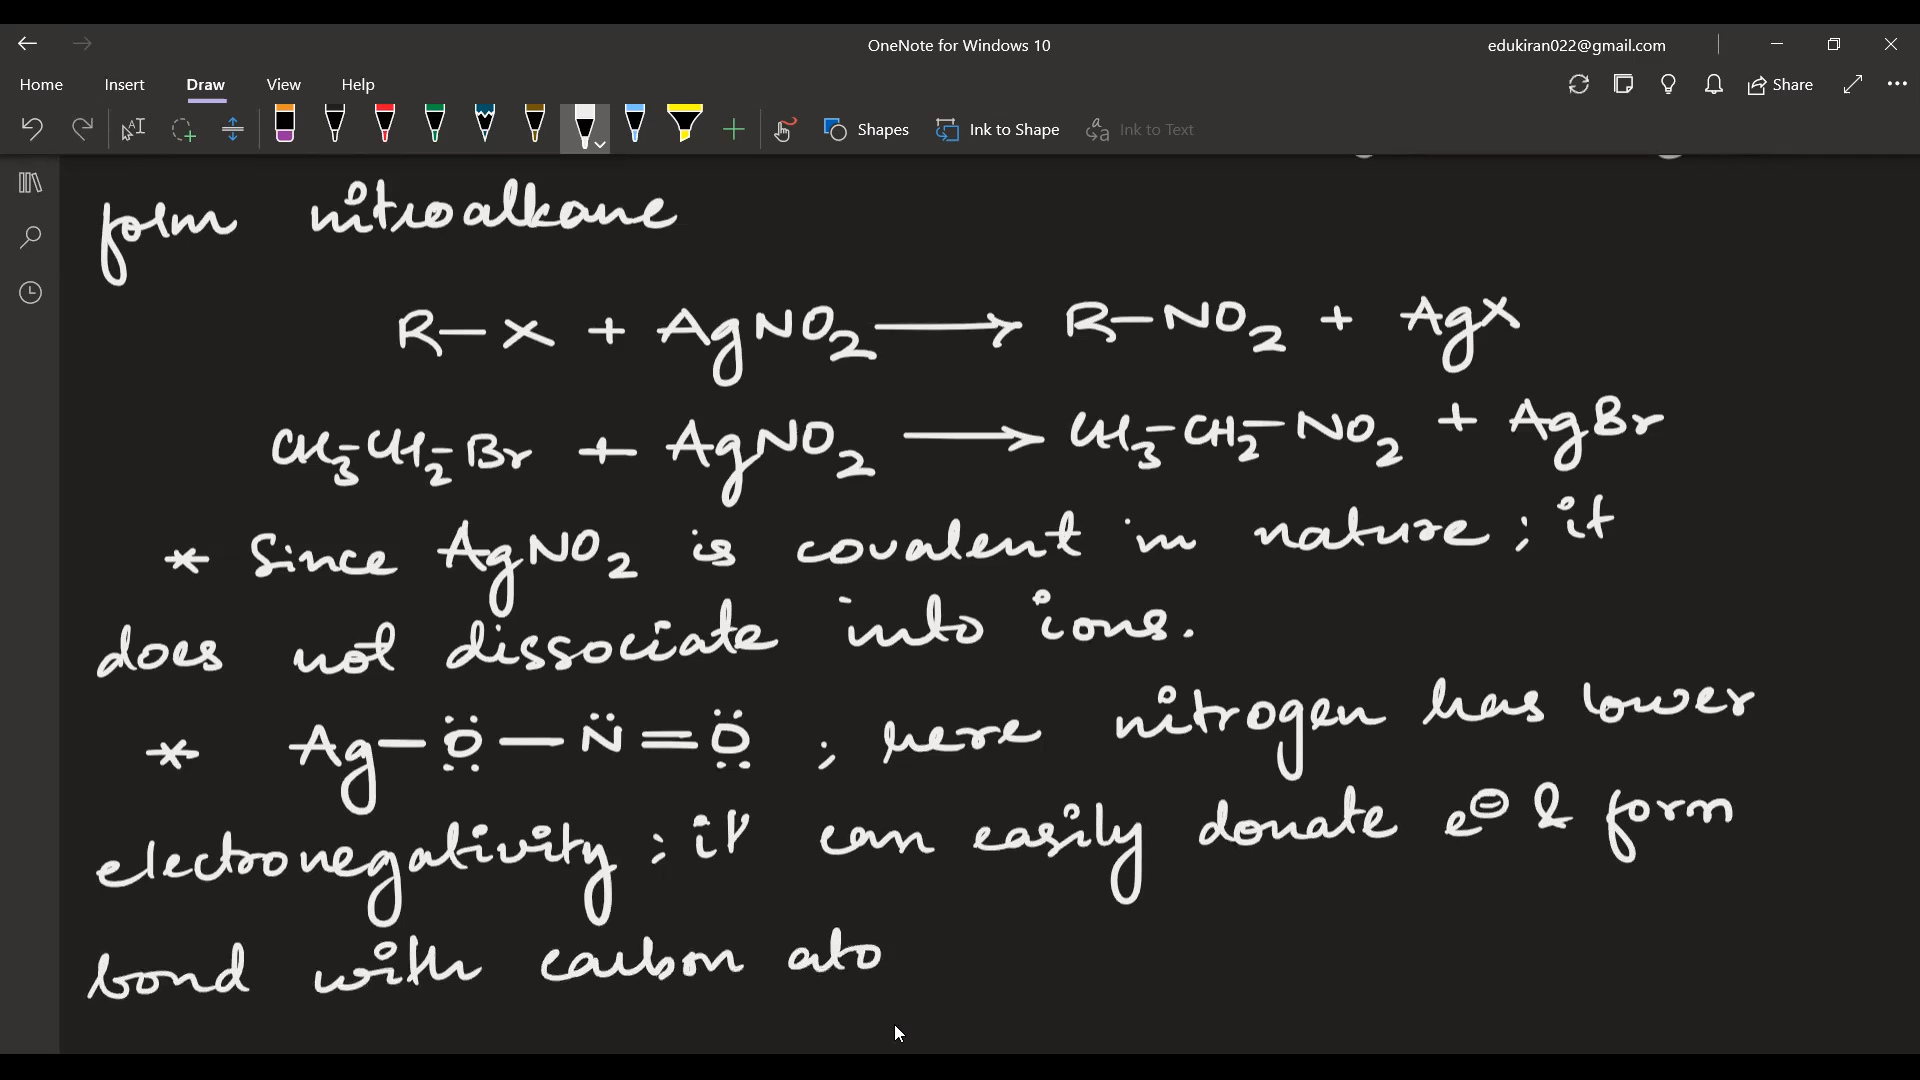 OneNote for Windows 10
edukiran022@gmail.com
Home Insert Draw View Help
Share
Shapes Ink to Shape Ink to Text
form nitroalkane
R—X + AgNO₂ ⟶ R—NO₂ + AgX
CH₃-CH₂-Br + AgNO₂ ⟶ CH₃-CH₂-NO₂ + AgBr
* Since AgNO₂ is covalent in nature; it
does not dissociate into ions.
* Ag—O—N=O ; here nitrogen has lower
electronegativity; it can easily donate e⊖ & form
bond with carbon ato